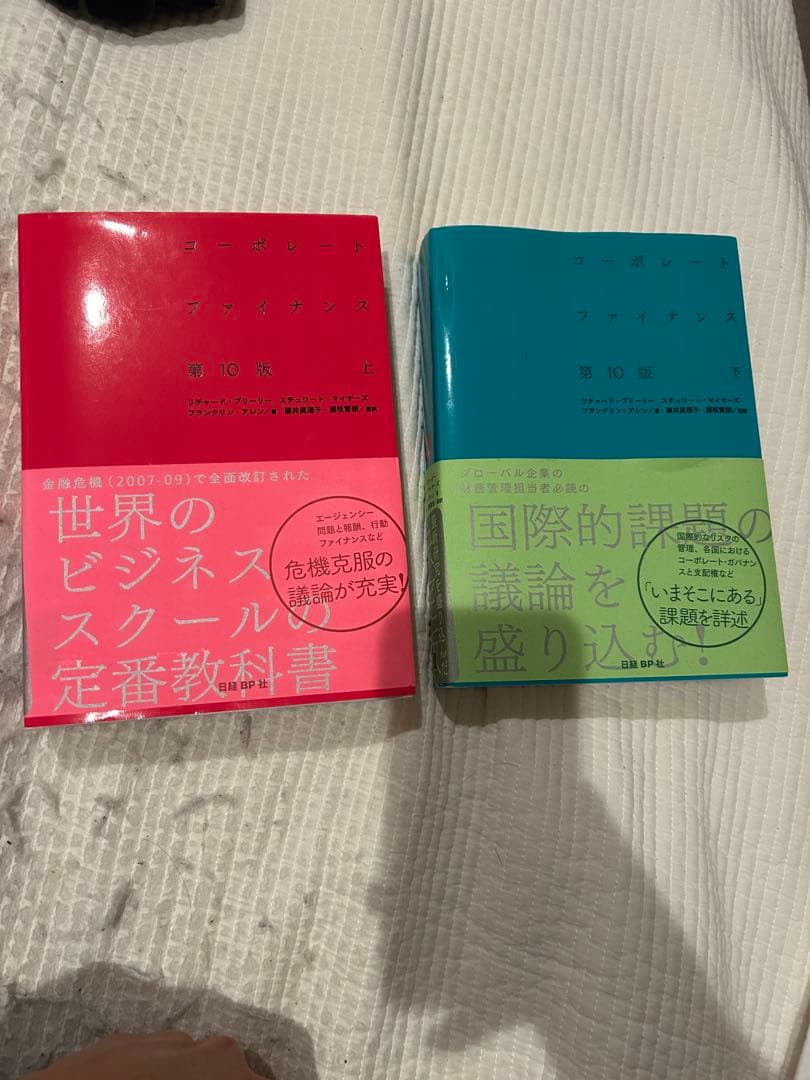 コーポレート
ファイナンス
第10版 上
リチャード・ブリーリー スチュワート・マイヤーズ
フランクリン・アレン/著 藤井眞理子 國枝繁樹/監訳
金融危機(2007-09)で全面改訂された
世界の
ビジネス
スクールの
定番教科書
エージェンシー
問題と報酬、行動
ファイナンスなど
危機克服の
議論が充実!
日経BP社
コーポレート
ファイナンス
第10版 下
リチャード・ブリーリー スチュワート・マイヤーズ
フランクリン・アレン/著 藤井眞理子 國枝繁樹/監訳
グローバル企業の
財務管理担当者必読の
国際的課題の
議論を
盛り込む!
国際的なリスクの
管理、各国における
コーポレート・ガバナン
スと支配権など
「いまそこにある」
課題を詳述
日経BP社